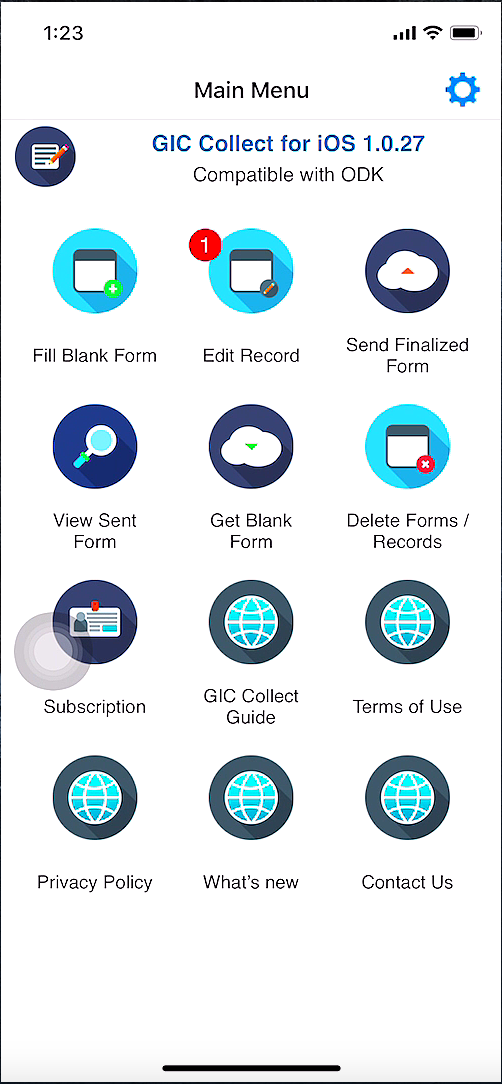 1:23
Main Menu
GIC Collect for iOS 1.0.27
Compatible with ODK
1
Fill Blank Form
Edit Record
Send Finalized
Form
View Sent
Form
Get Blank
Form
Delete Forms /
Records
Subscription
GIC Collect
Guide
Terms of Use
Privacy Policy
What's new
Contact Us